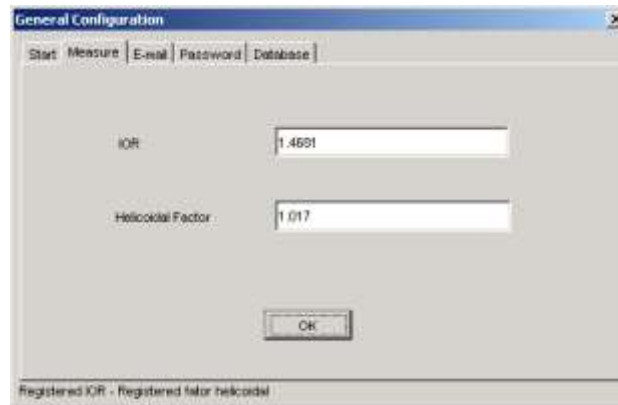 General Configuration
Start Measure E-mail Password Database
IOR 1.4681
Helicoidal Factor 1.017
OK
Registered IOR - Registered fator helicoidal